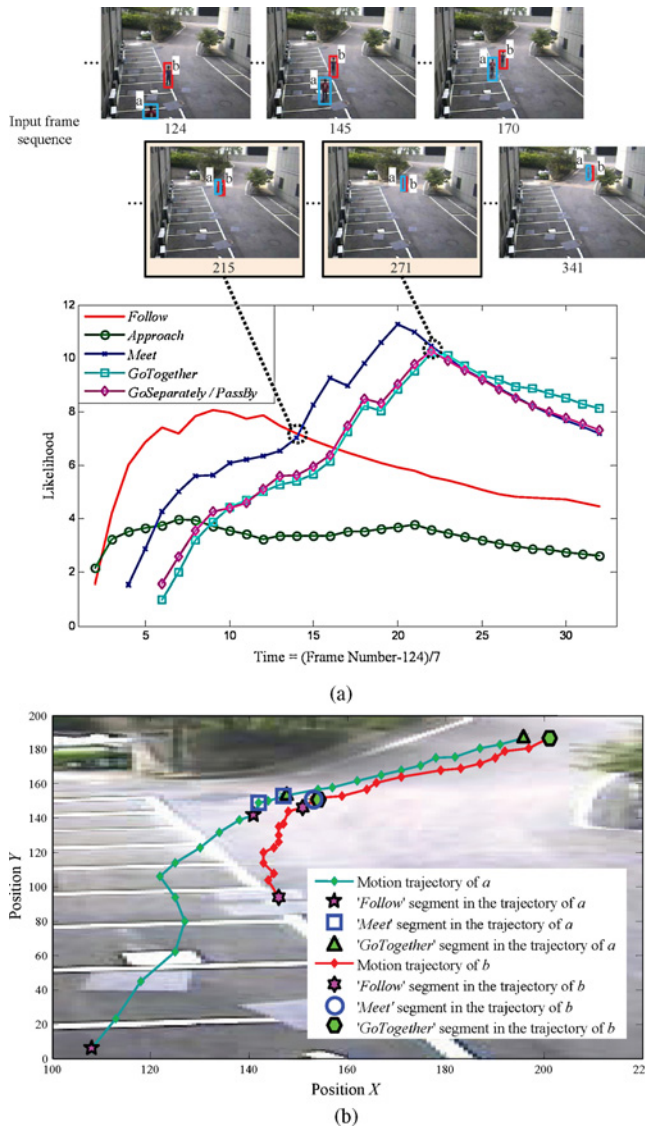 a b
a b
a b
124 145 170
Input frame
sequence
a b
a b
a b
215 271 341
12
10
8
6
4
2
0
Likelihood
Follow
Approach
Meet
GoTogether
GoSeparately / PassBy
5 10 15 20 25 30
Time = (Frame Number-124)/7
(a)
200
180
160
140
120
100
80
60
40
20
0
Position Y
Motion trajectory of a
'Follow' segment in the trajectory of a
'Meet' segment in the trajectory of a
'GoTogether' segment in the trajectory of a
Motion trajectory of b
'Follow' segment in the trajectory of b
'Meet' segment in the trajectory of b
'GoTogether' segment in the trajectory of b
100 120 140 160 180 200
Position X
(b)